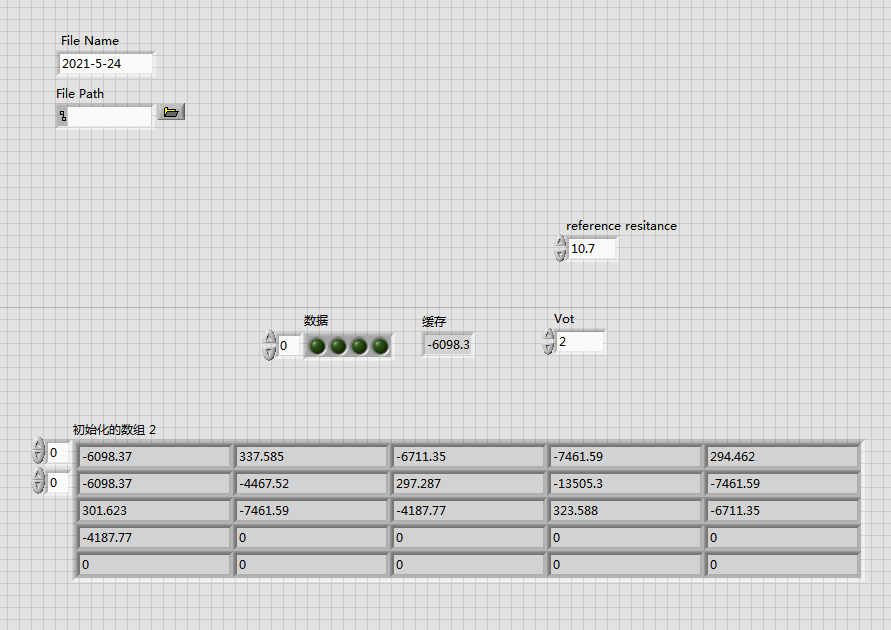 File Name
2021-5-24
File Path
reference resitance
10.7
数据
缓存
Vot
0
-6098.3
2
初始化的数组 2
0 -6098.37 337.585 -6711.35 -7461.59 294.462
0 -6098.37 -4467.52 297.287 -13505.3 -7461.59
301.623 -7461.59 -4187.77 323.588 -6711.35
-4187.77 0 0 0 0
0 0 0 0 0